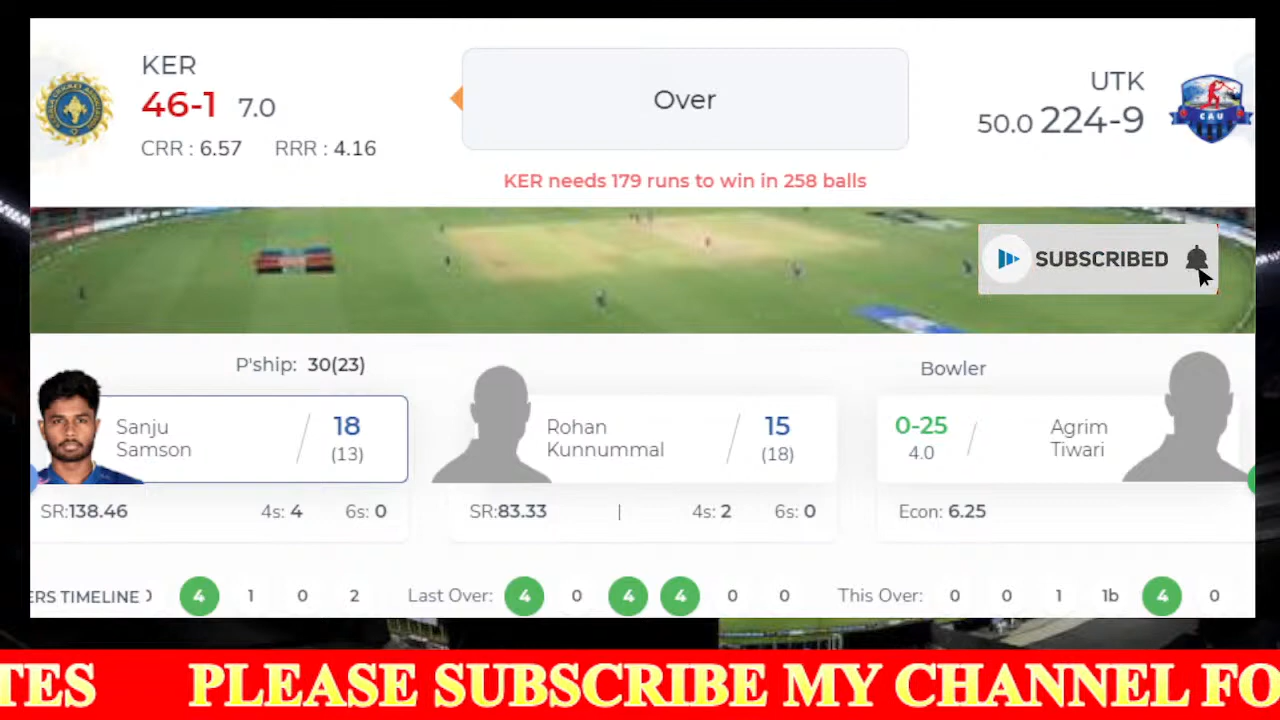 KER
46-1 7.0
CRR : 6.57 RRR : 4.16
Over
UTK
50.0 224-9
CAU
KER needs 179 runs to win in 258 balls
SUBSCRIBED
P'ship: 30(23)
Bowler
Sanju
Samson
18
(13)
Rohan
Kunnummal
15
(18)
0-25
4.0
Agrim
Tiwari
SR:138.46 4s: 4 6s: 0
SR:83.33 | 4s: 2 6s: 0
Econ: 6.25
ERS TIMELINE 4 1 0 2 Last Over: 4 0 4 4 0 0 This Over: 0 0 1 1b 4 0
TES PLEASE SUBSCRIBE MY CHANNEL FO